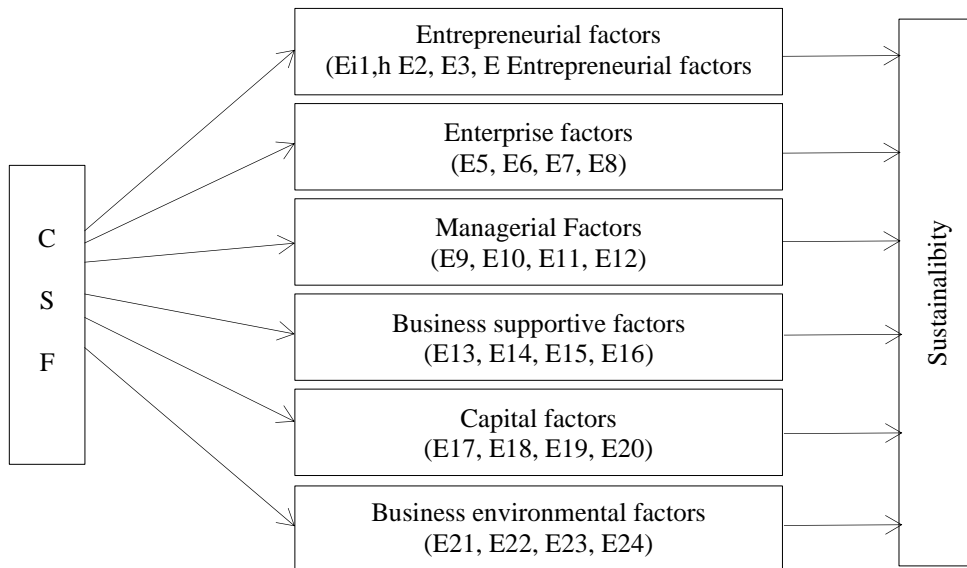 C
S
F
Entrepreneurial factors
(Ei1,h E2, E3, E Entrepreneurial factors
Enterprise factors
(E5, E6, E7, E8)
Managerial Factors
(E9, E10, E11, E12)
Business supportive factors
(E13, E14, E15, E16)
Capital factors
(E17, E18, E19, E20)
Business environmental factors
(E21, E22, E23, E24)
Sustainalibity